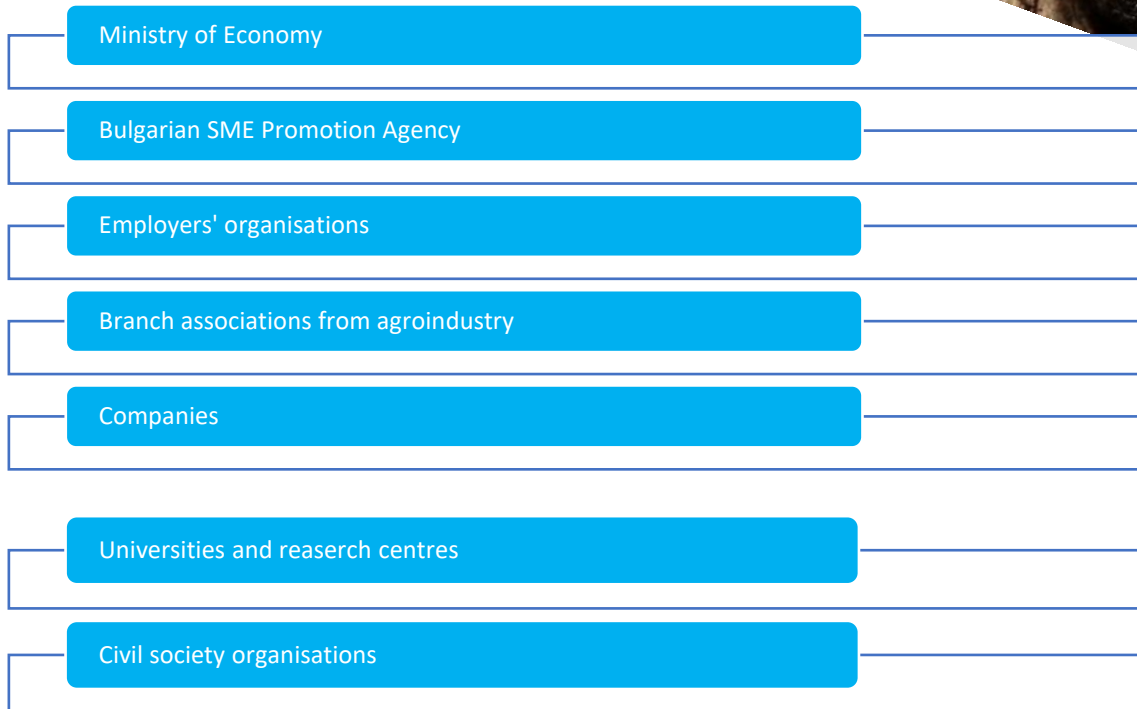 Ministry of Economy
Bulgarian SME Promotion Agency
Employers' organisations
Branch associations from agroindustry
Companies
Universities and reaserch centres
Civil society organisations